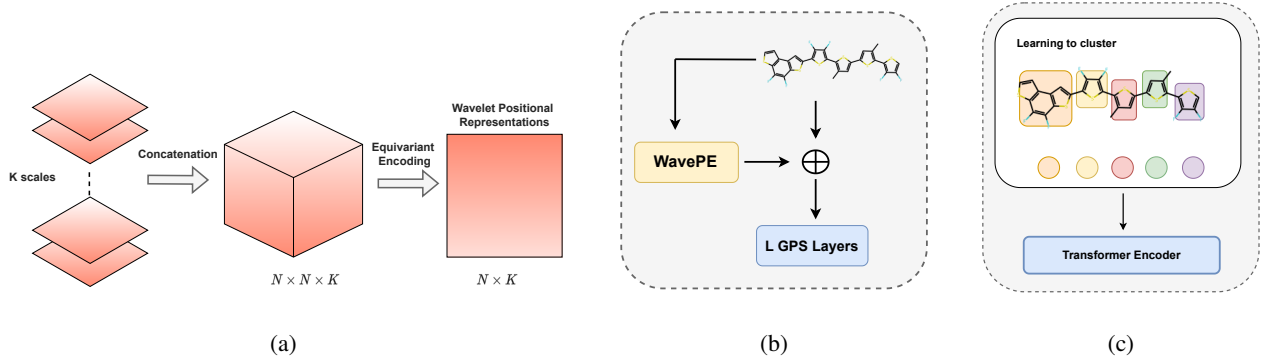 K scales
Concatenation
N × N × K
Equivariant
Encoding
Wavelet Positional
Representations
N × K
(a)
WavePE
L GPS Layers
(b)
Learning to cluster
Transformer Encoder
(c)